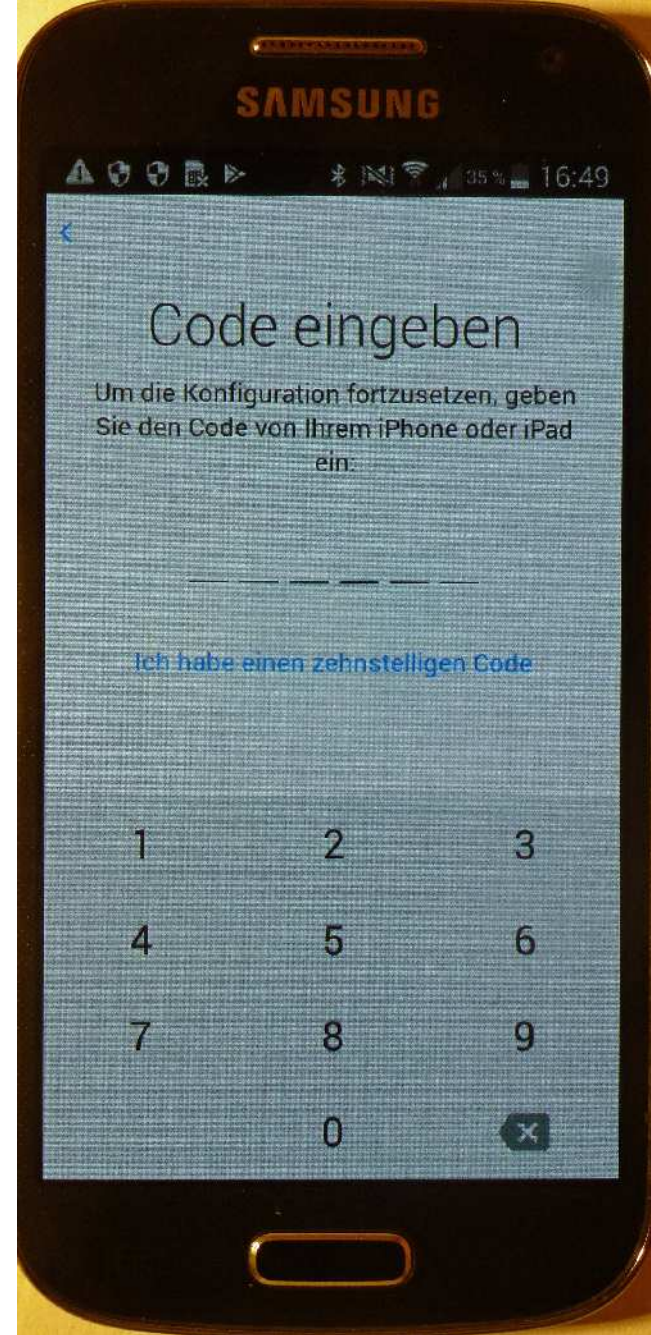 SAMSUNG
35 % 16:49
Code eingeben
Um die Konfiguration fortzusetzen, geben
Sie den Code von Ihrem iPhone oder iPad
ein:
Ich habe einen zehnstelligen Code
1 2 3
4 5 6
7 8 9
0